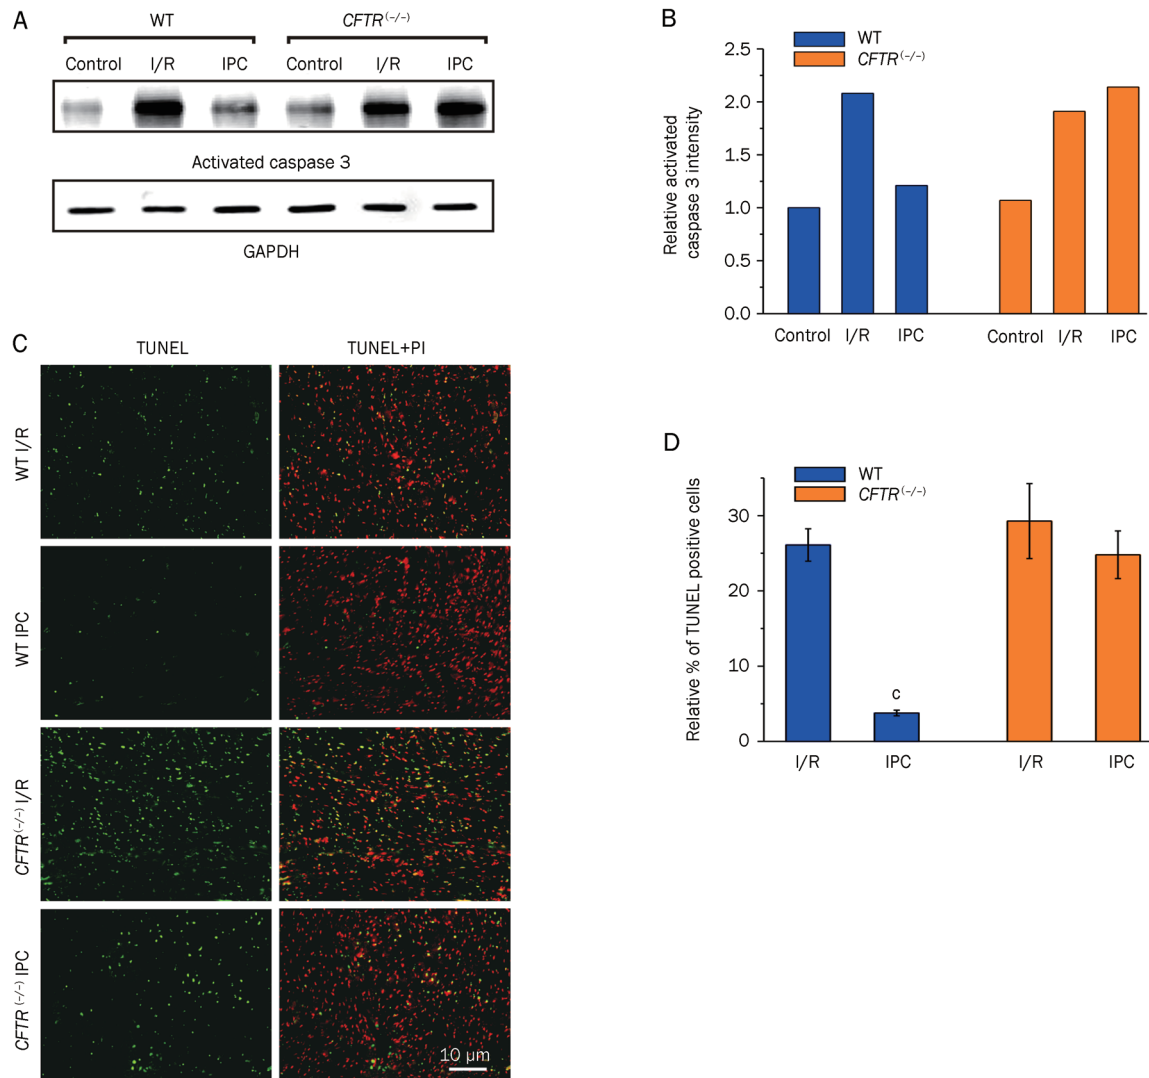 A
WT
CFTR(−/−)
Control I/R IPC Control I/R IPC
Activated caspase 3
GAPDH
B
WT
CFTR(−/−)
Relative activated
caspase 3 intensity
2.5
2.0
1.5
1.0
0.5
0.0
Control I/R IPC Control I/R IPC
C
TUNEL TUNEL+PI
WT I/R
WT IPC
CFTR(−/−) I/R
CFTR(−/−) IPC
10 μm
D
WT
CFTR(−/−)
Relative % of TUNEL positive cells
30
20
10
0
c
I/R IPC I/R IPC